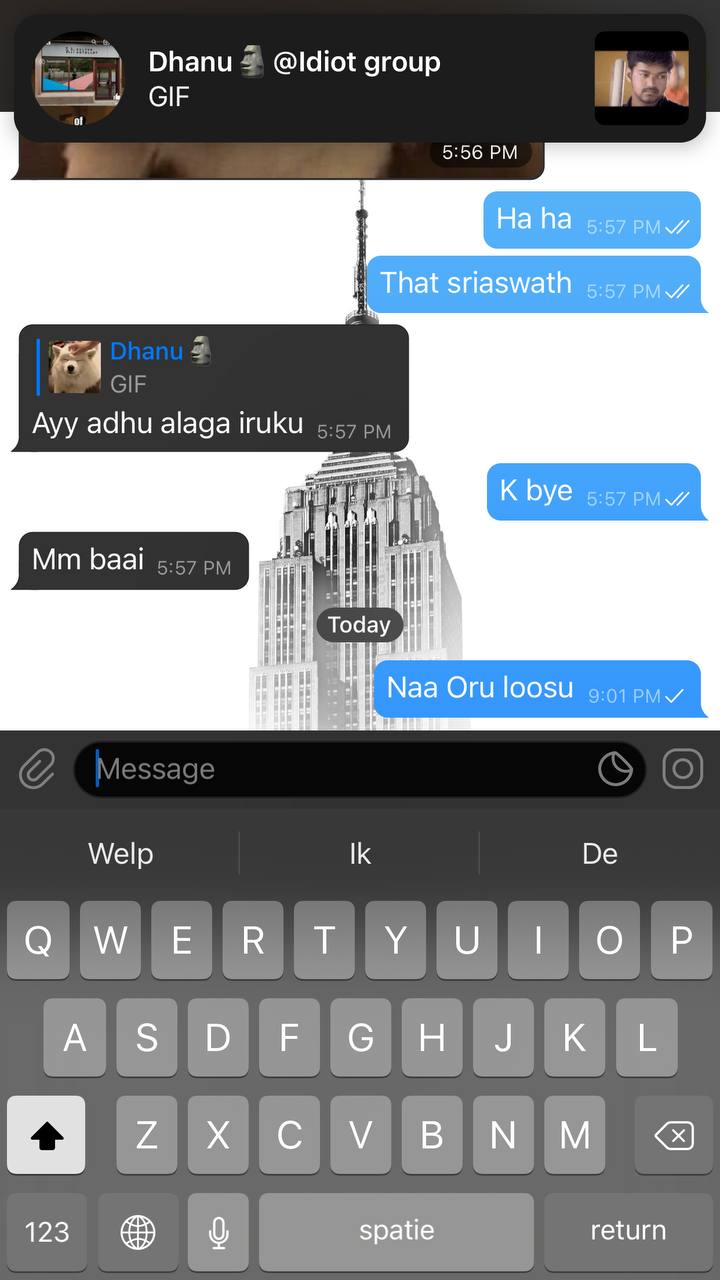 Dhanu🗿 @Idiot group
GIF
of
5:56 PM
Ha ha 5:57 PM
That sriaswath 5:57 PM
Dhanu🗿
GIF
Ayy adhu alaga iruku 5:57 PM
K bye 5:57 PM
Mm baai 5:57 PM
Today
Naa Oru loosu 9:01 PM
Message
Welp Ik De
Q W E R T Y U I O P
A S D F G H J K L
Z X C V B N M
123 spatie return